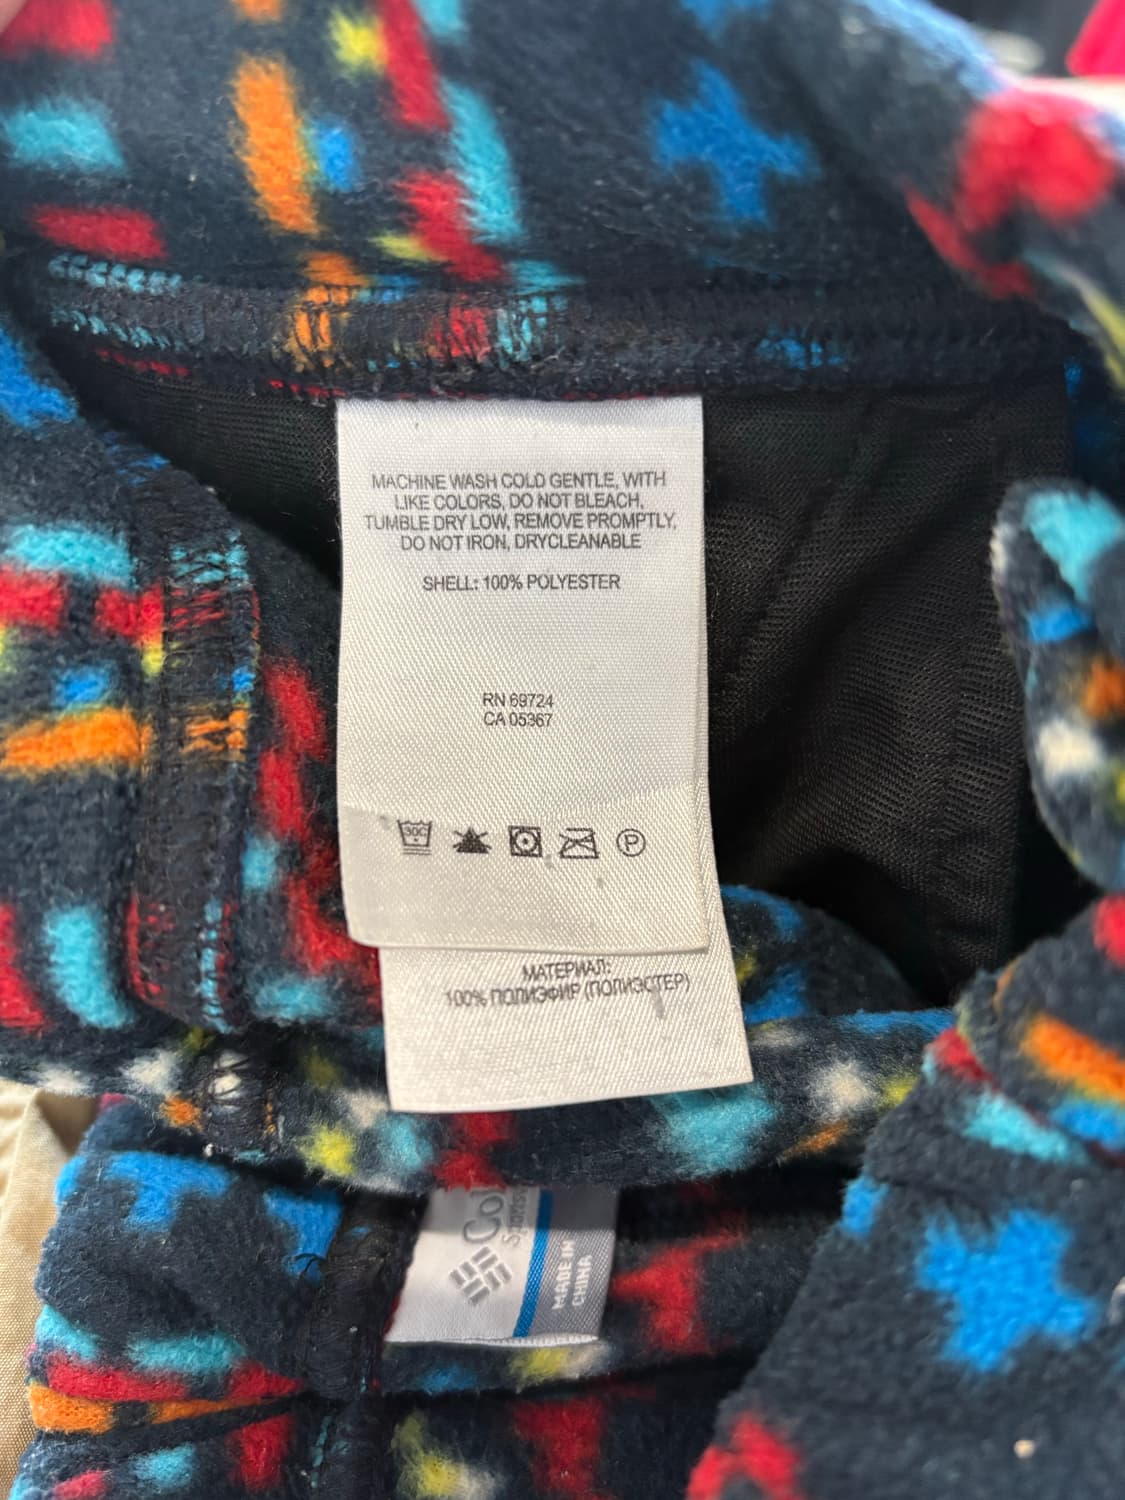 MACHINE WASH COLD GENTLE, WITH
LIKE COLORS, DO NOT BLEACH,
TUMBLE DRY LOW, REMOVE PROMPTLY,
DO NOT IRON, DRYCLEANABLE
SHELL: 100% POLYESTER
RN 69724
CA 05367
30C
P
МАТЕРИАЛ:
100% ПОЛИЭФИР (ПОЛИЭСТЕР)
MADE IN
CHINA